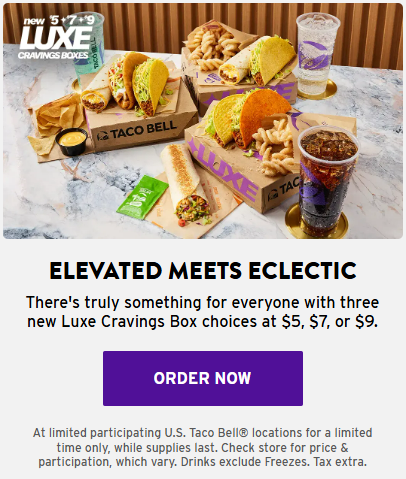 new $5+$7+$9
LUXE
CRAVINGS BOXES
TACO BELL
TACO BELL
LUXE
TACO
ELEVATED MEETS ECLECTIC
There's truly something for everyone with three
new Luxe Cravings Box choices at $5, $7, or $9.
ORDER NOW
At limited participating U.S. Taco Bell® locations for a limited
time only, while supplies last. Check store for price &
participation, which vary. Drinks exclude Freezes. Tax extra.